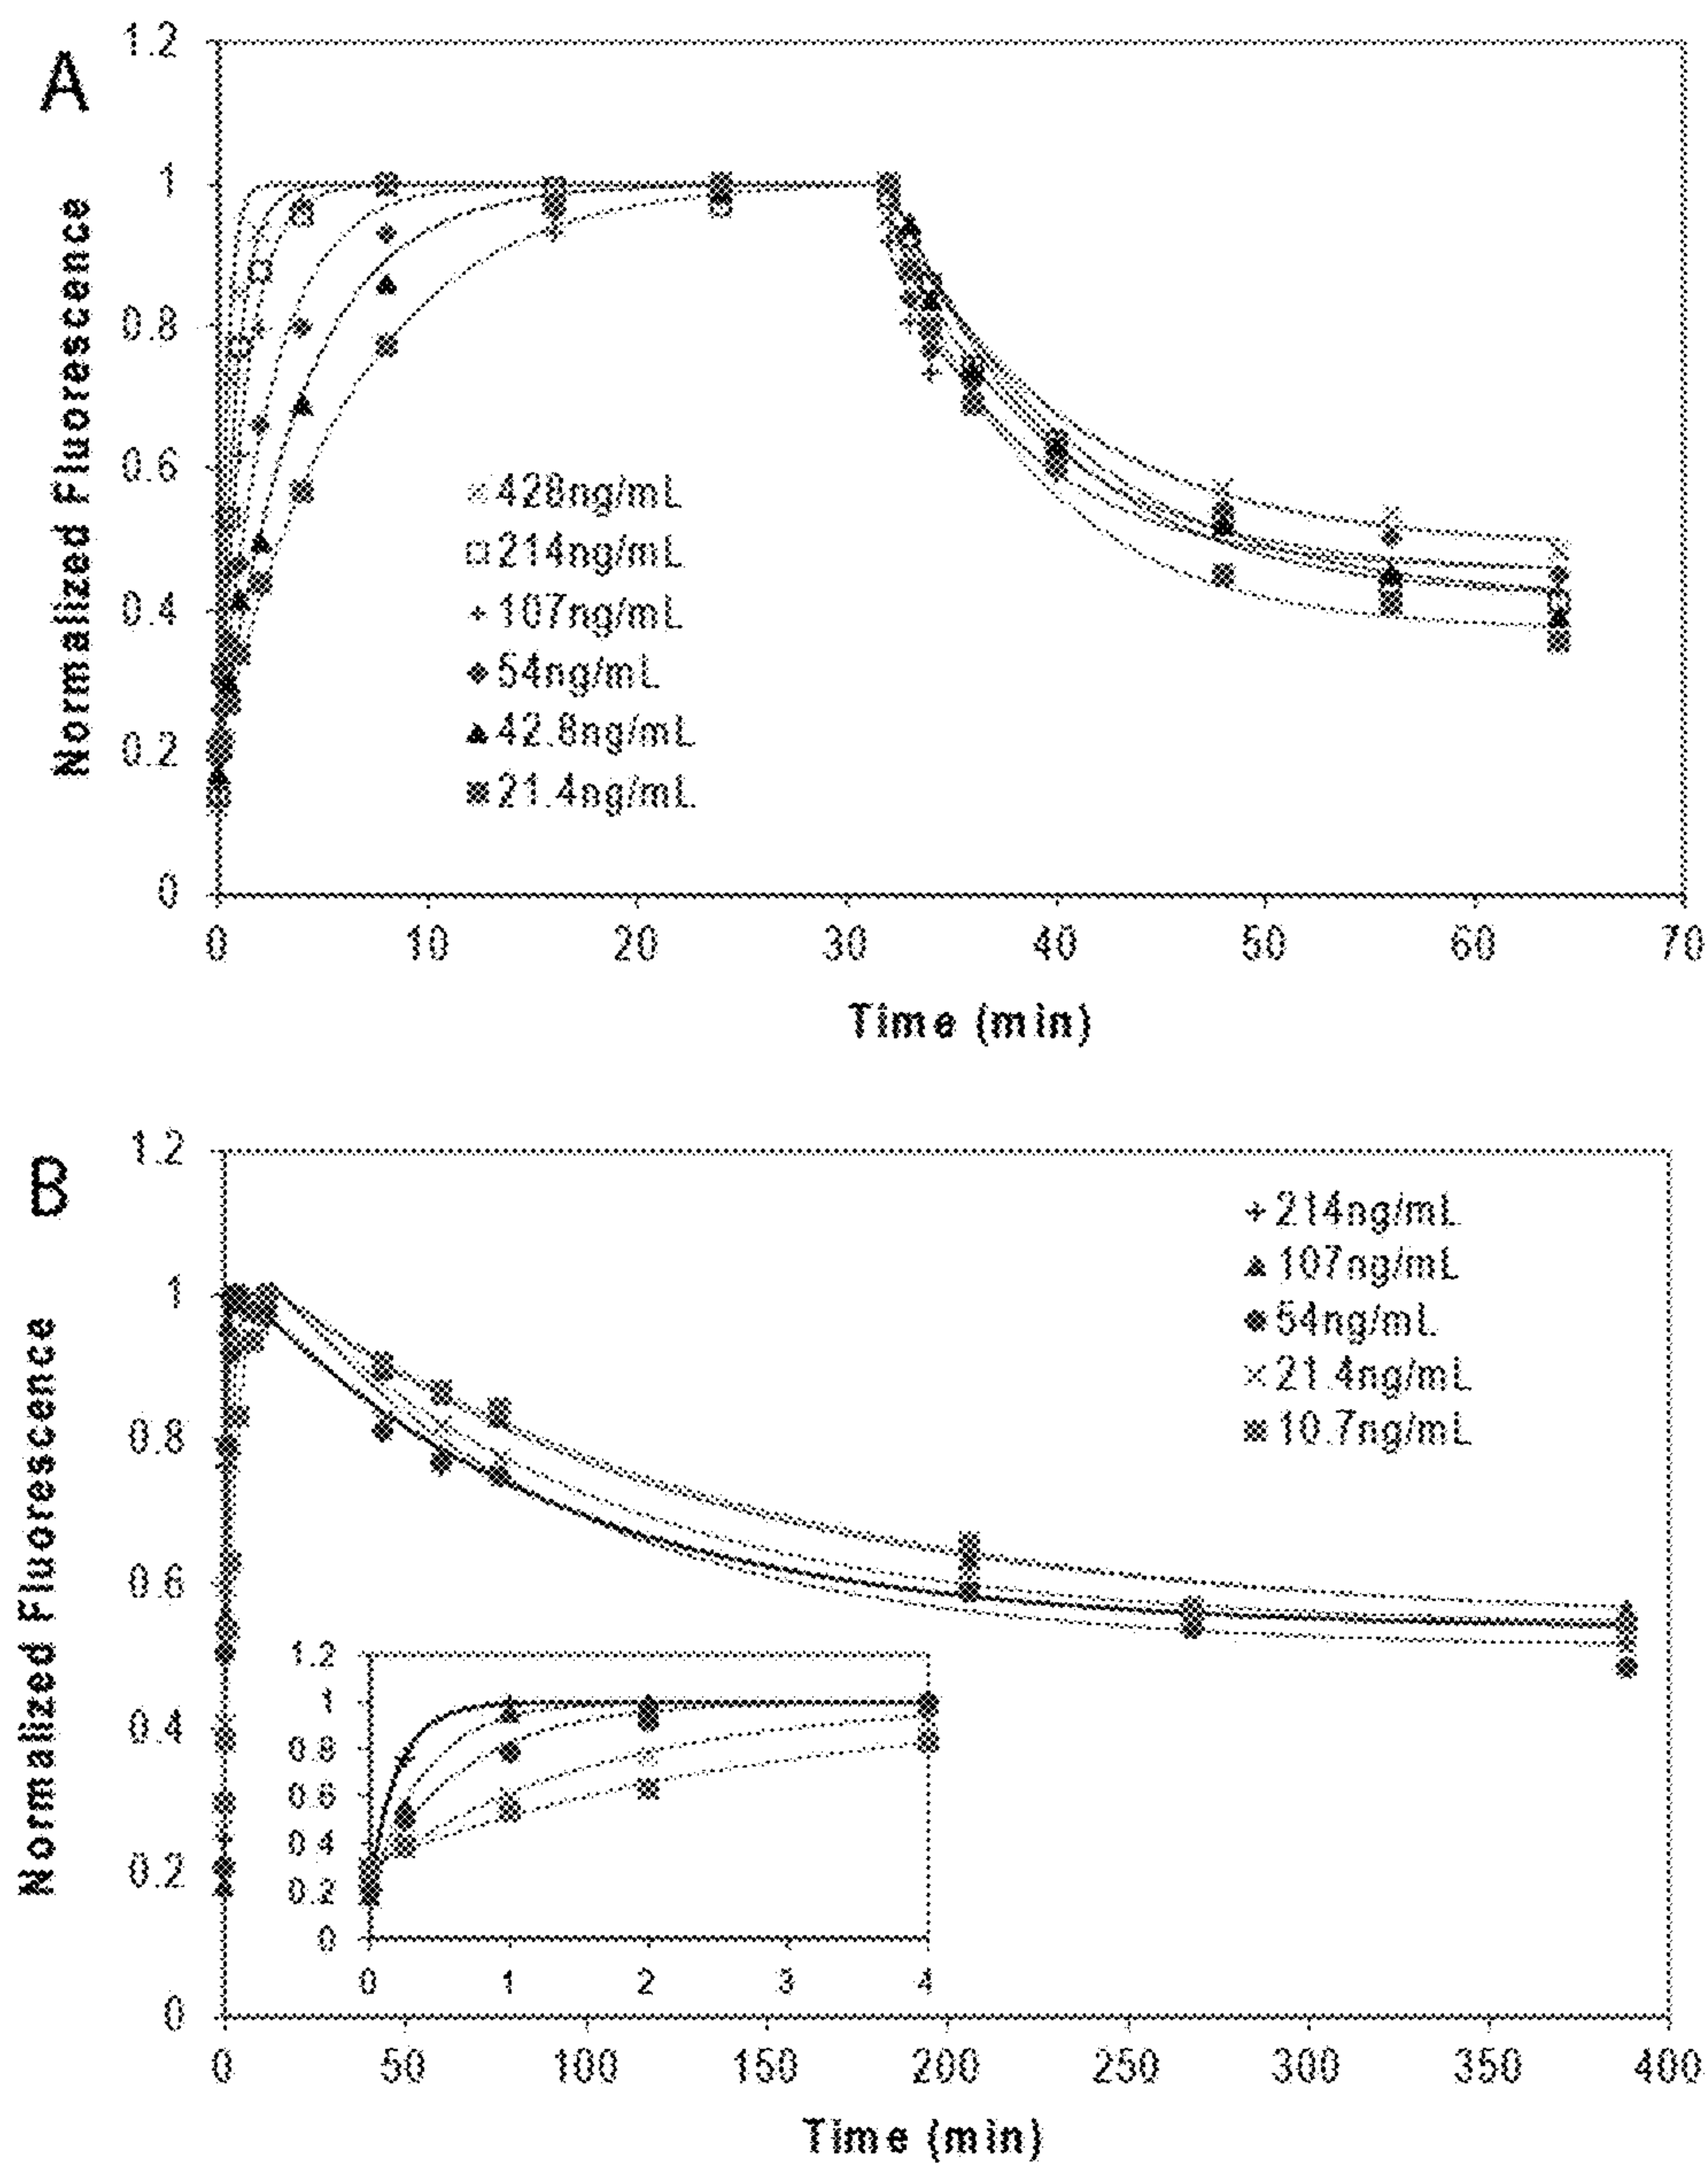 A
1.2
1
0.8
0.6
0.4
0.2
0
Normalized Fluorescence
428ng/mL
214ng/mL
107ng/mL
54ng/mL
42.8ng/mL
21.4ng/mL
0 10 20 30 40 50 60 70
Time (min)
B
1.2
1
0.8
0.6
0.4
0.2
0
Normalized Fluorescence
214ng/mL
107ng/mL
54ng/mL
21.4ng/mL
10.7ng/mL
1.2
1
0.8
0.6
0.4
0.2
0
0 1 2 3 4
0 50 100 150 200 250 300 350 400
Time (min)